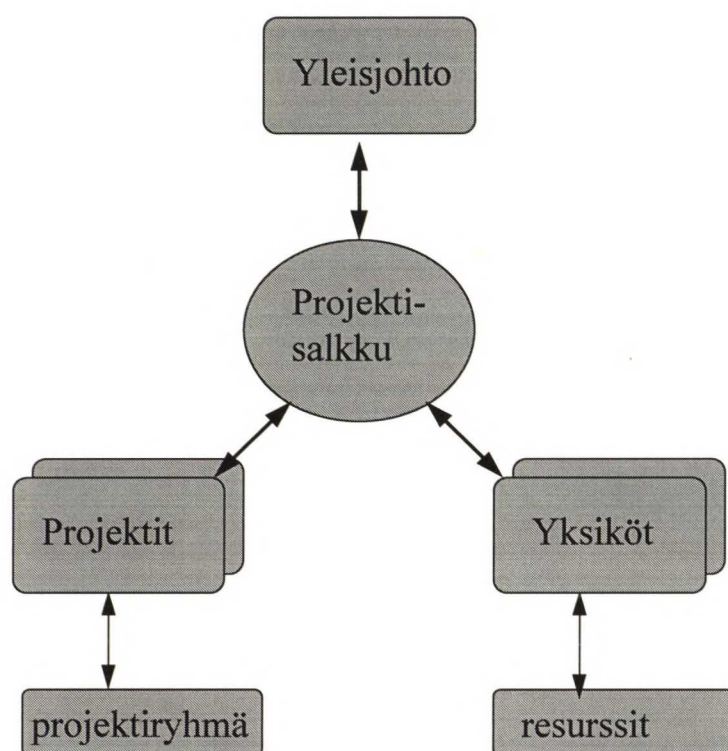 Yleisjohto
Projekti-
salkku
Projektit
Yksiköt
projektiryhmä
resurssit